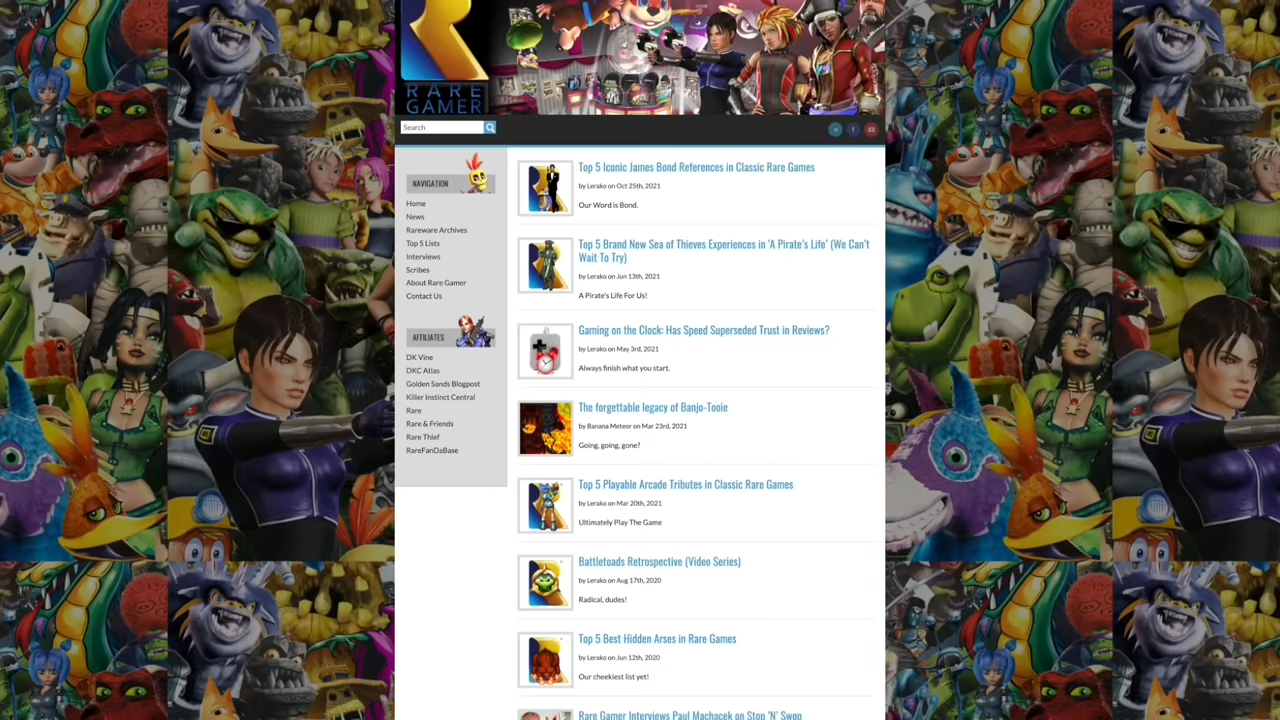 RARE
GAMER
Search
NAVIGATION
Home
News
Rareware Archives
Top 5 Lists
Interviews
Scribes
About Rare Gamer
Contact Us
AFFILIATES
DK Vine
DKC Atlas
Golden Sands Blogpost
Killer Instinct Central
Rare
Rare & Friends
Rare Thief
RareFanDaBase
Top 5 Iconic James Bond References in Classic Rare Games
by Lerako on Oct 25th, 2021
Our Word is Bond.
Top 5 Brand New Sea of Thieves Experiences in ‘A Pirate’s Life’ (We Can’t
Wait To Try)
by Lerako on Jun 13th, 2021
A Pirate's Life For Us!
Gaming on the Clock: Has Speed Superseded Trust in Reviews?
by Lerako on May 3rd, 2021
Always finish what you start.
The forgettable legacy of Banjo-Tooie
by Banana Meteor on Mar 23rd, 2021
Going, going, gone?
Top 5 Playable Arcade Tributes in Classic Rare Games
by Lerako on Mar 20th, 2021
Ultimately Play The Game
Battletoads Retrospective (Video Series)
by Lerako on Aug 17th, 2020
Radical, dudes!
Top 5 Best Hidden Arses in Rare Games
by Lerako on Jun 12th, 2020
Our cheekiest list yet!
Rare Gamer Interviews Paul Machacek on Stop ’N’ Swop